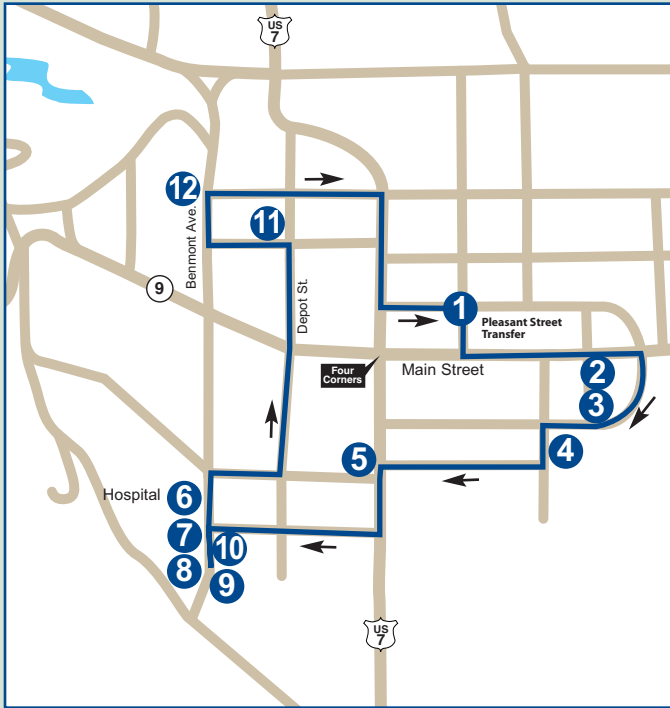 US
7
12
11
Benmont Ave.
9
Depot St.
1
Pleasant Street
Transfer
Four
Corners
Main Street
2
3
4
5
Hospital
6
7
10
8
9
US
7